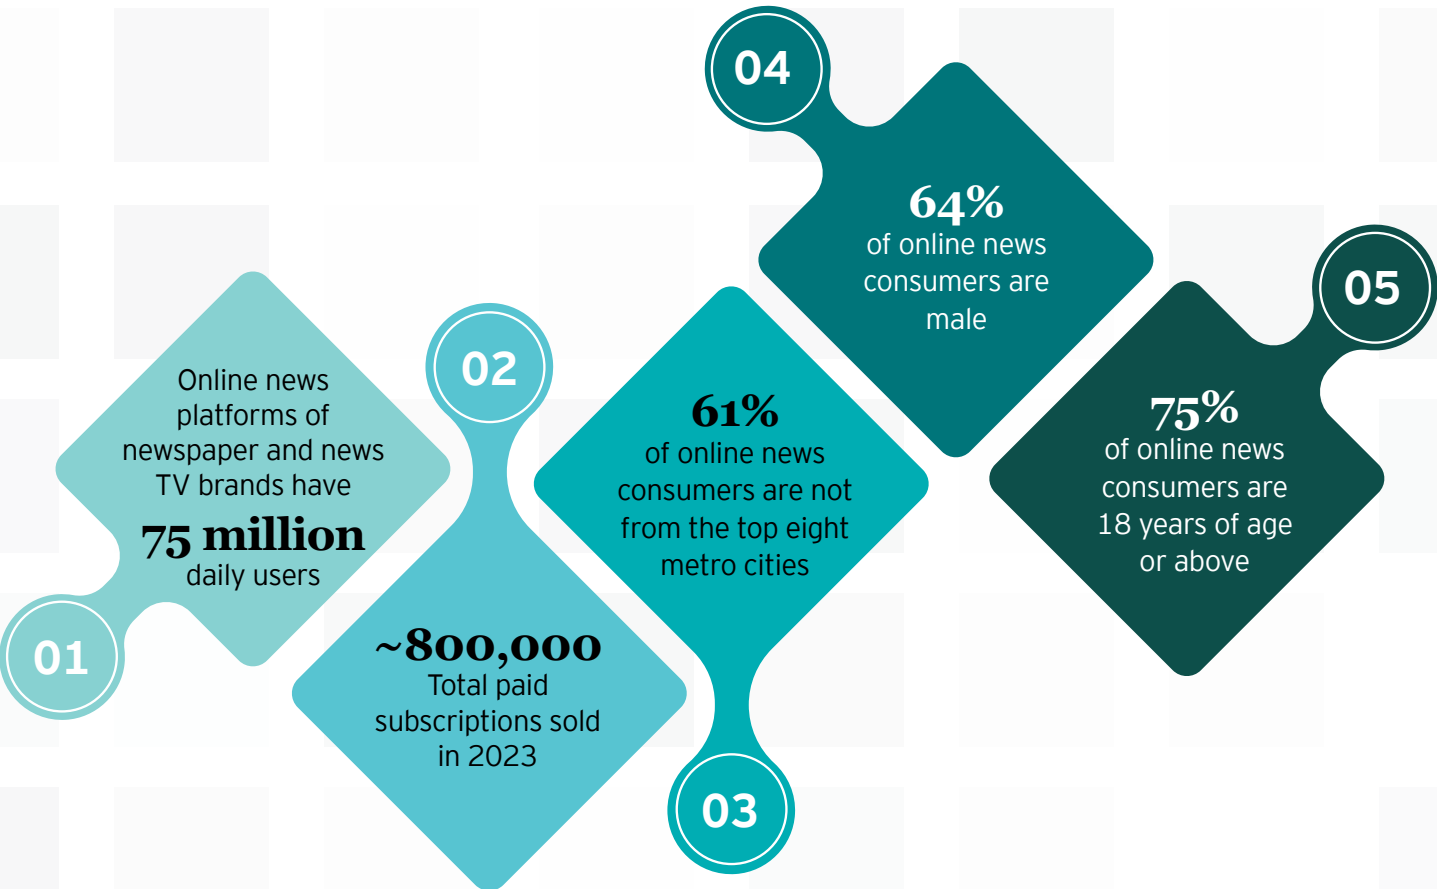 01
Online news
platforms of
newspaper and news
TV brands have
75 million
daily users
02
~800,000
Total paid
subscriptions sold
in 2023
03
61%
of online news
consumers are not
from the top eight
metro cities
04
64%
of online news
consumers are
male
05
75%
of online news
consumers are
18 years of age
or above